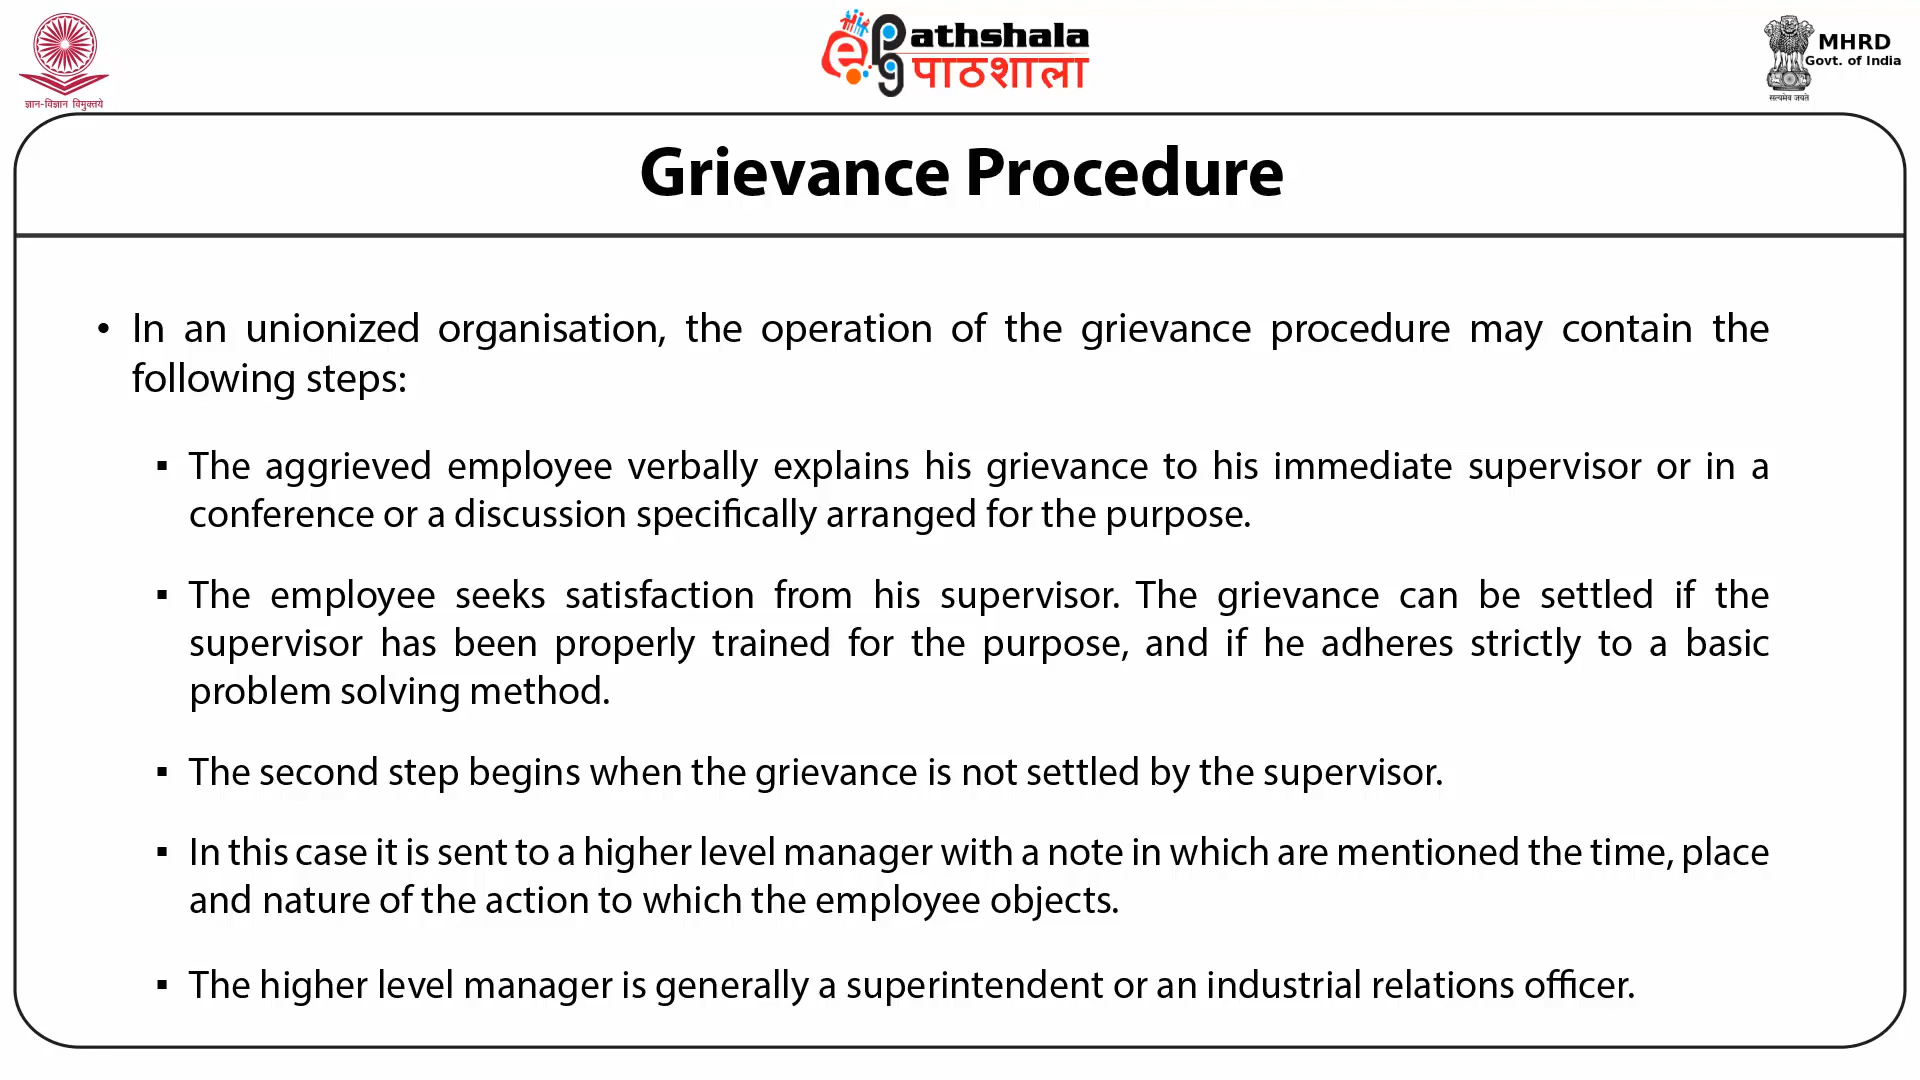 ज्ञान-विज्ञान विमुक्तये
ePathshala
पाठशाला
MHRD
Govt. of India
सत्यमेव जयते
Grievance Procedure
• In an unionized organisation, the operation of the grievance procedure may contain the
following steps:
▪ The aggrieved employee verbally explains his grievance to his immediate supervisor or in a
conference or a discussion specifically arranged for the purpose.
▪ The employee seeks satisfaction from his supervisor. The grievance can be settled if the
supervisor has been properly trained for the purpose, and if he adheres strictly to a basic
problem solving method.
▪ The second step begins when the grievance is not settled by the supervisor.
▪ In this case it is sent to a higher level manager with a note in which are mentioned the time, place
and nature of the action to which the employee objects.
▪ The higher level manager is generally a superintendent or an industrial relations officer.